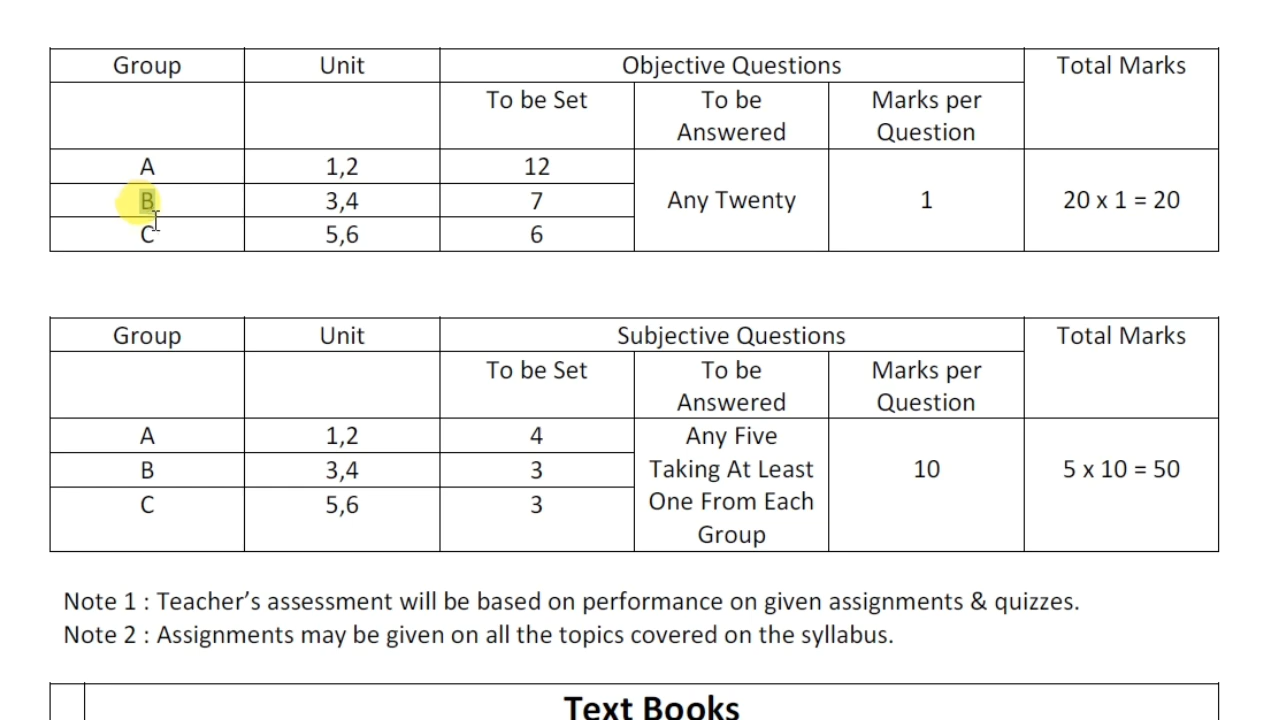 Group Unit Objective Questions Total Marks
To be Set To be Answered Marks per Question
A 1,2 12
B 3,4 7 Any Twenty 1 20 x 1 = 20
C 5,6 6
Group Unit Subjective Questions Total Marks
To be Set To be Answered Marks per Question
A 1,2 4 Any Five
B 3,4 3 Taking At Least 10 5 x 10 = 50
C 5,6 3 One From Each
Group
Note 1 : Teacher’s assessment will be based on performance on given assignments & quizzes.
Note 2 : Assignments may be given on all the topics covered on the syllabus.
Text Books